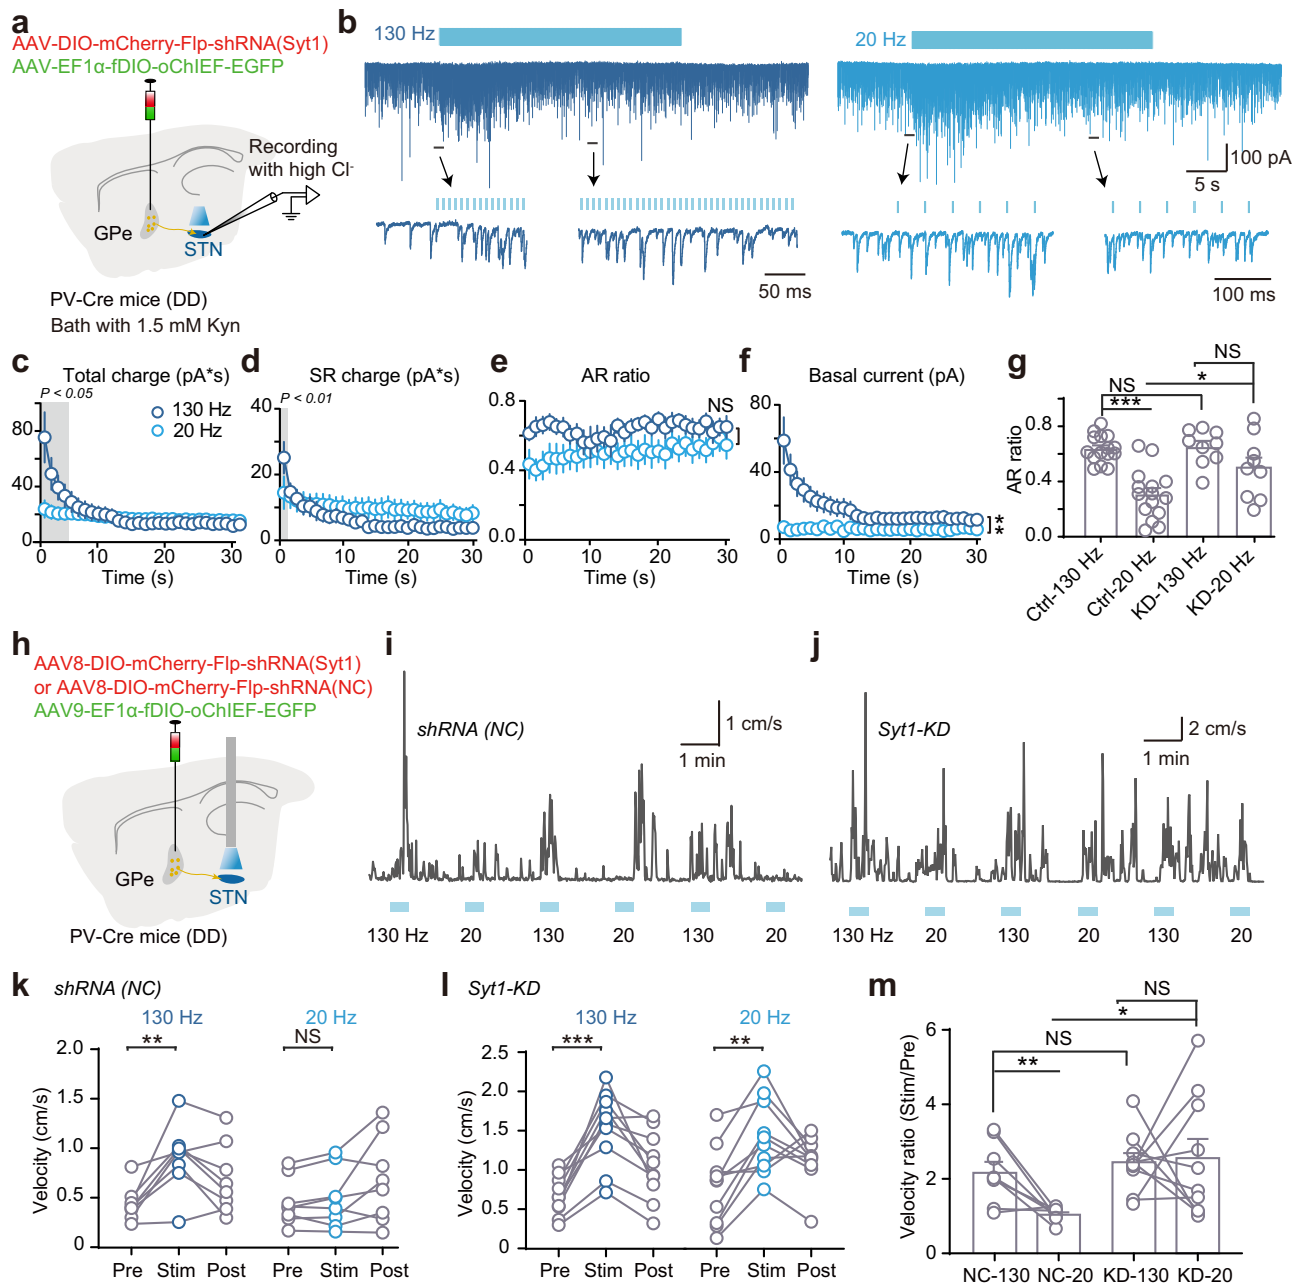 a
AAV-DIO-mCherry-Flp-shRNA(Syt1)
AAV-EF1α-fDIO-oChIEF-EGFP
Recording
with high Cl⁻
GPe
STN
PV-Cre mice (DD)
Bath with 1.5 mM Kyn
b
130 Hz
20 Hz
100 pA
5 s
50 ms
100 ms
c
Total charge (pA*s)
P < 0.05
130 Hz
20 Hz
80
40
0
0 10 20 30
Time (s)
d
SR charge (pA*s)
P < 0.01
40
20
0
0 10 20 30
Time (s)
e
AR ratio
NS
0.8
0.4
0.0
0 10 20 30
Time (s)
f
Basal current (pA)
80
40
0
**
0 10 20 30
Time (s)
g
NS
NS *
***
AR ratio
0.8
0.4
0.0
Ctrl-130 Hz
Ctrl-20 Hz
KD-130 Hz
KD-20 Hz
h
AAV8-DIO-mCherry-Flp-shRNA(Syt1)
or AAV8-DIO-mCherry-Flp-shRNA(NC)
AAV9-EF1α-fDIO-oChIEF-EGFP
GPe
STN
PV-Cre mice (DD)
i
shRNA (NC)
1 cm/s
1 min
130 Hz 20 130 20 130 20
j
Syt1-KD
2 cm/s
1 min
130 Hz 20 130 20 130 20
k
shRNA (NC)
130 Hz 20 Hz
** NS
Velocity (cm/s)
2.0
1.5
1.0
0.5
0
Pre Stim Post Pre Stim Post
l
Syt1-KD
130 Hz 20 Hz
*** **
Velocity (cm/s)
2.5
2.0
1.5
1.0
0.5
0
Pre Stim Post Pre Stim Post
m
NS
*
NS
**
Velocity ratio (Stim/Pre)
6
4
2
0
NC-130 NC-20 KD-130 KD-20